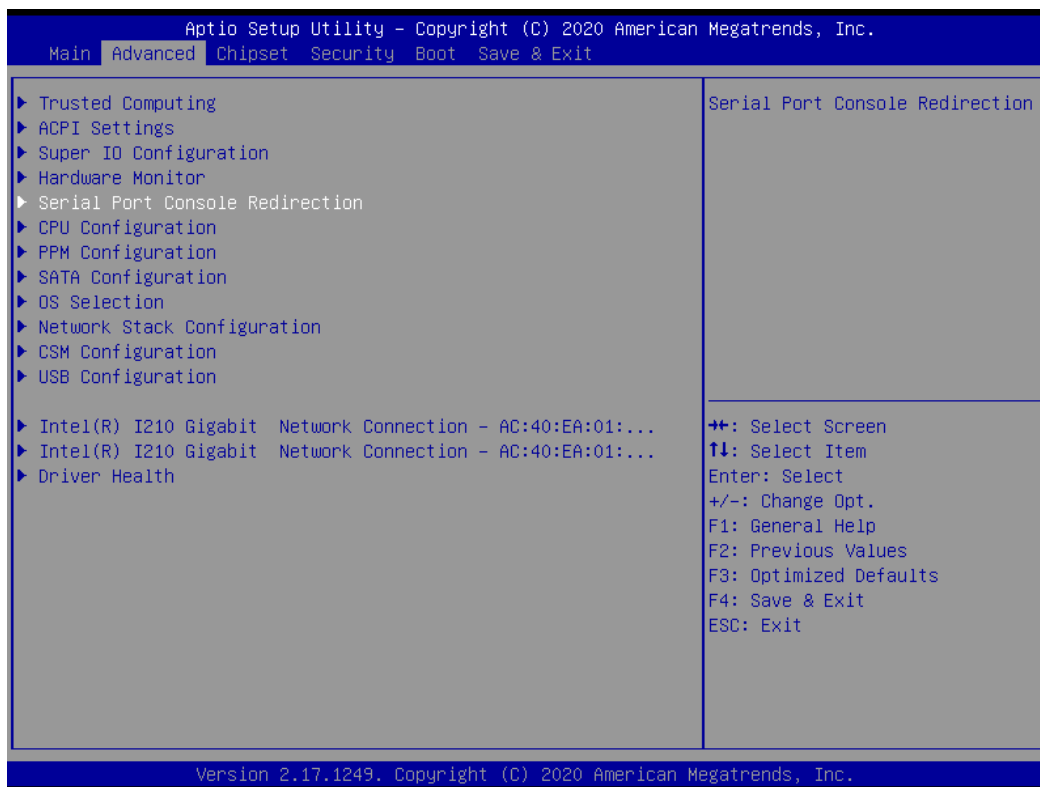 Aptio Setup Utility – Copyright (C) 2020 American Megatrends, Inc.
Main Advanced Chipset Security Boot Save & Exit
▶ Trusted Computing
▶ ACPI Settings
▶ Super IO Configuration
▶ Hardware Monitor
▶ Serial Port Console Redirection
▶ CPU Configuration
▶ PPM Configuration
▶ SATA Configuration
▶ OS Selection
▶ Network Stack Configuration
▶ CSM Configuration
▶ USB Configuration
▶ Intel(R) I210 Gigabit  Network Connection – AC:40:EA:01:...
▶ Intel(R) I210 Gigabit  Network Connection – AC:40:EA:01:...
▶ Driver Health
Serial Port Console Redirection
→←: Select Screen
↑↓: Select Item
Enter: Select
+/–: Change Opt.
F1: General Help
F2: Previous Values
F3: Optimized Defaults
F4: Save & Exit
ESC: Exit
Version 2.17.1249. Copyright (C) 2020 American Megatrends, Inc.